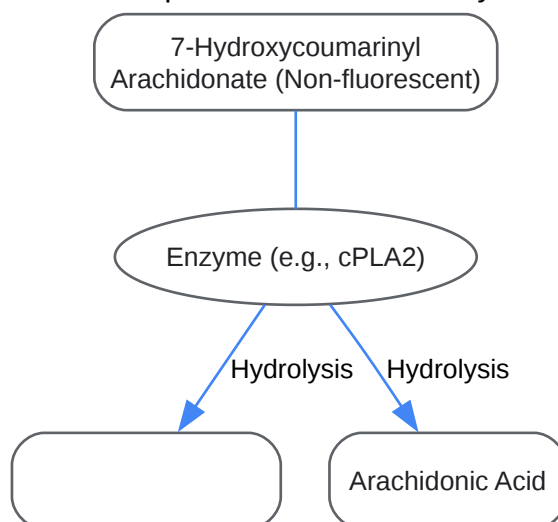 7-Hydroxycoumarinyl
Arachidonate (Non-fluorescent)
Enzyme (e.g., cPLA2)
Hydrolysis Hydrolysis
Arachidonic Acid